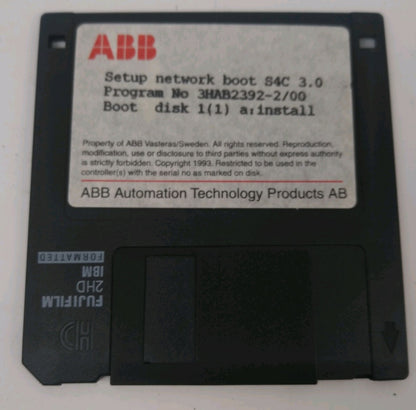 ABB
Setup network boot S4C 3.0
Program No 3HAB2392-2/00
Boot disk 1(1) a:install
Property of ABB Vasteras/Sweden. All rights reserved. Reproduction,
modification, use or disclosure to third parties without express authority
is strictly forbidden. Copyright 1993. Restricted to be used in the
controller(s) with the serial no as marked on disk.
ABB Automation Technology Products AB
FORMATTED
IBM
2HD
FUJIFILM
HD